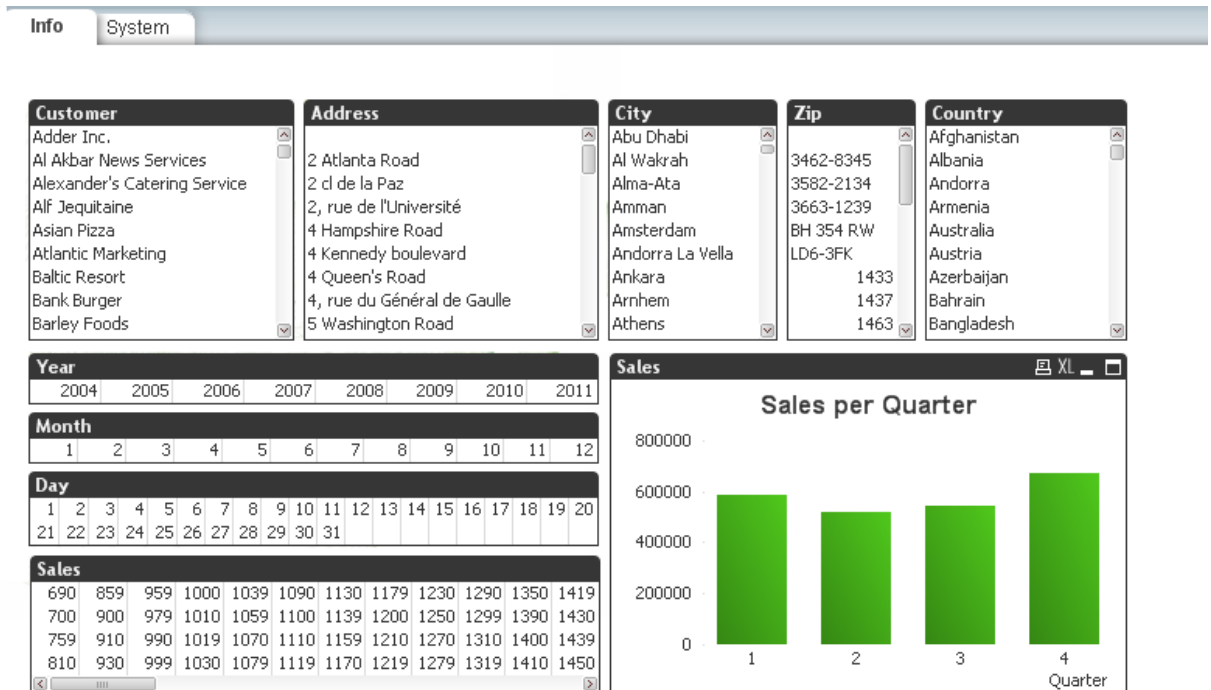 Info System
Customer
Adder Inc.
Al Akbar News Services
Alexander's Catering Service
Alf Jequitaine
Asian Pizza
Atlantic Marketing
Baltic Resort
Bank Burger
Barley Foods
Address
2 Atlanta Road
2 cl de la Paz
2, rue de l'Université
4 Hampshire Road
4 Kennedy boulevard
4 Queen's Road
4, rue du Général de Gaulle
5 Washington Road
City
Abu Dhabi
Al Wakrah
Alma-Ata
Amman
Amsterdam
Andorra La Vella
Ankara
Arnhem
Athens
Zip
3462-8345
3582-2134
3663-1239
BH 354 RW
LD6-3FK
1433
1437
1463
Country
Afghanistan
Albania
Andorra
Armenia
Australia
Austria
Azerbaijan
Bahrain
Bangladesh
Year
2004 2005 2006 2007 2008 2009 2010 2011
Month
1 2 3 4 5 6 7 8 9 10 11 12
Day
1 2 3 4 5 6 7 8 9 10 11 12 13 14 15 16 17 18 19 20
21 22 23 24 25 26 27 28 29 30 31
Sales
690 859 959 1000 1039 1090 1130 1179 1230 1290 1350 1419
700 900 979 1010 1059 1100 1139 1200 1250 1299 1390 1430
759 910 990 1019 1070 1110 1159 1210 1270 1310 1400 1439
810 930 999 1030 1079 1119 1170 1219 1279 1319 1410 1450
Sales XL
Sales per Quarter
800000
600000
400000
200000
0
1 2 3 4
Quarter